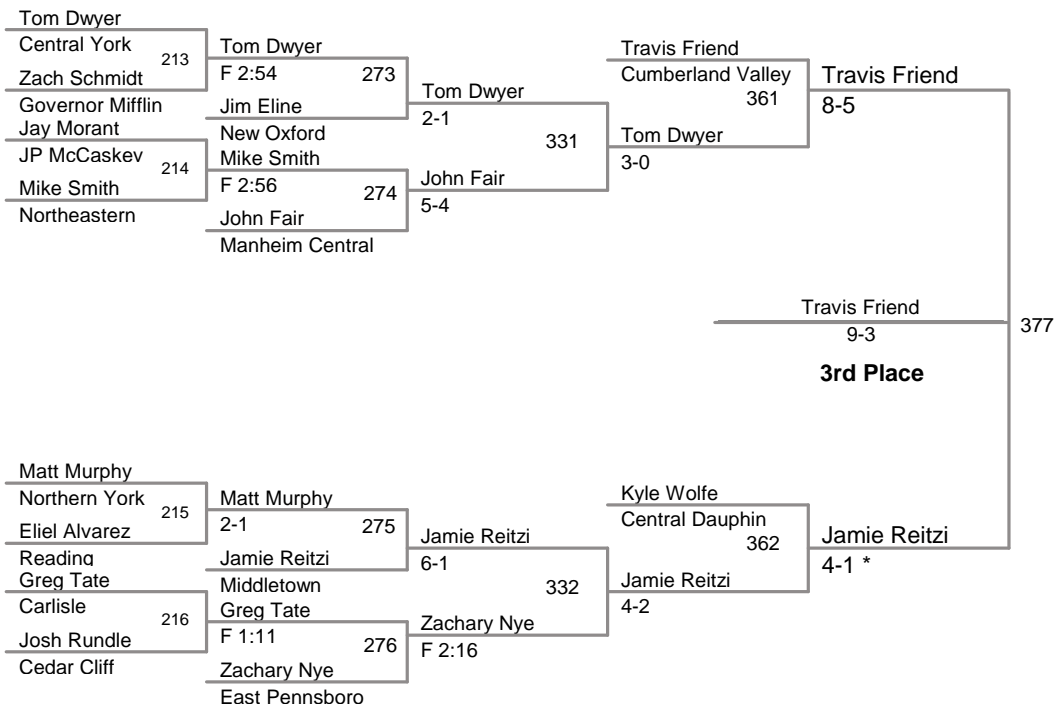 Tom Dwyer
Central York
213
Zach Schmidt
Governor Mifflin
Jay Morant
JP McCaskey
214
Mike Smith
Northeastern
Tom Dwyer
F 2:54
273
Jim Eline
New Oxford
Mike Smith
F 2:56
274
John Fair
Manheim Central
Tom Dwyer
2-1
331
John Fair
5-4
Travis Friend
Cumberland Valley
361
Tom Dwyer
3-0
Travis Friend
8-5
Travis Friend
9-3
377
3rd Place
Matt Murphy
Northern York
215
Eliel Alvarez
Reading
Greg Tate
Carlisle
216
Josh Rundle
Cedar Cliff
Matt Murphy
2-1
275
Jamie Reitzi
Middletown
Greg Tate
F 1:11
276
Zachary Nye
East Pennsboro
Jamie Reitzi
6-1
332
Zachary Nye
F 2:16
Kyle Wolfe
Central Dauphin
362
Jamie Reitzi
4-2
Jamie Reitzi
4-1 *